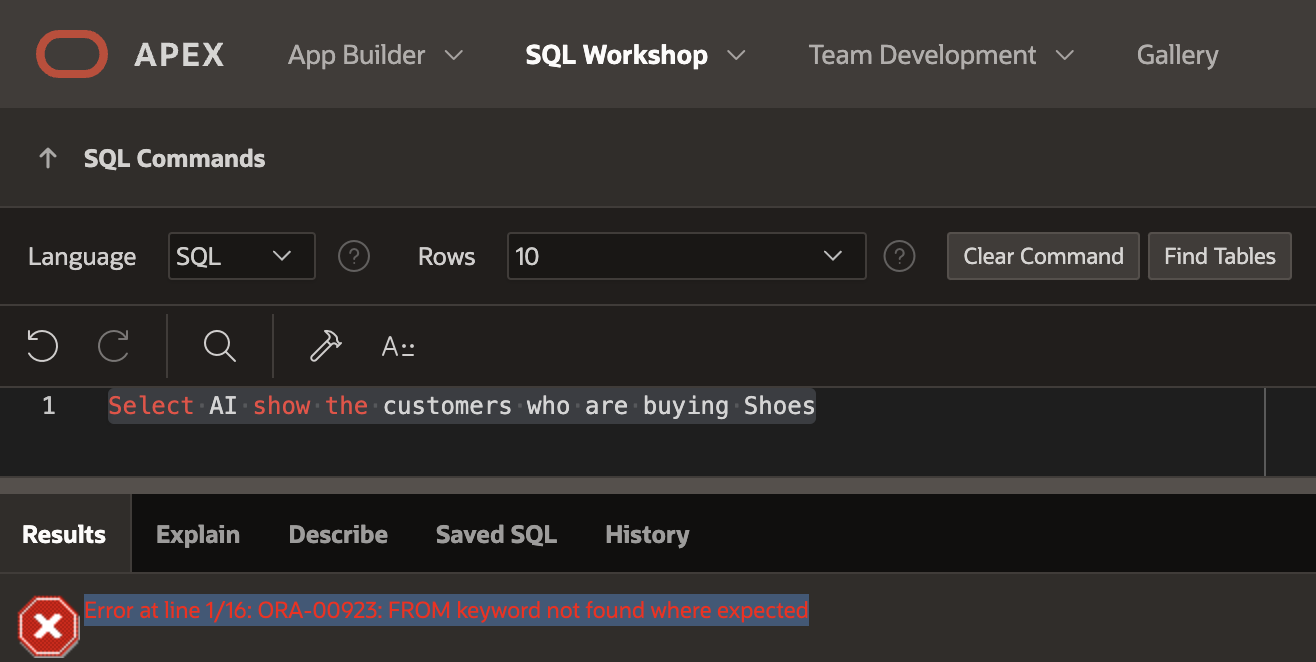 APEX App Builder SQL Workshop Team Development Gallery
SQL Commands
Language SQL ? Rows 10 ? Clear Command Find Tables
A::
1 Select AI show the customers who are buying Shoes
Results Explain Describe Saved SQL History
Error at line 1/16: ORA-00923: FROM keyword not found where expected